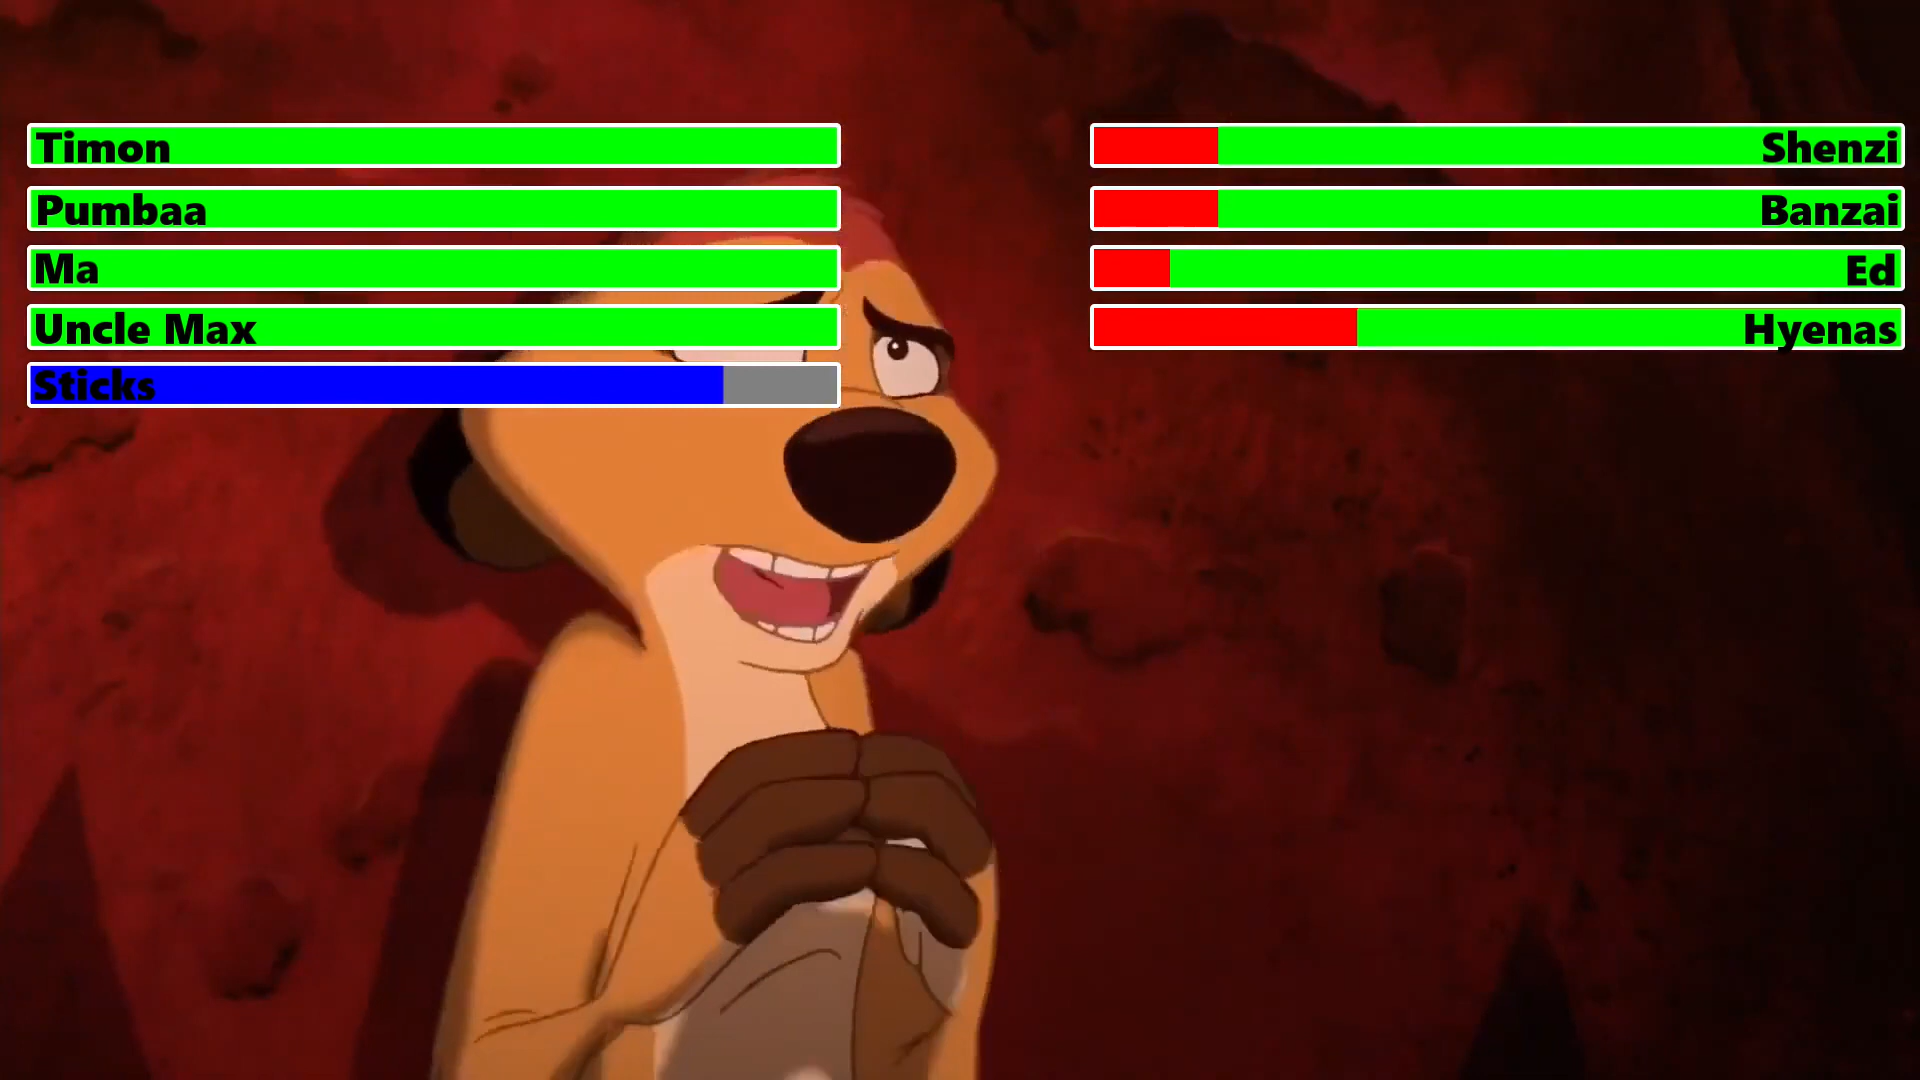 Timon
Pumbaa
Ma
Uncle Max
Sticks
Shenzi
Banzai
Ed
Hyenas